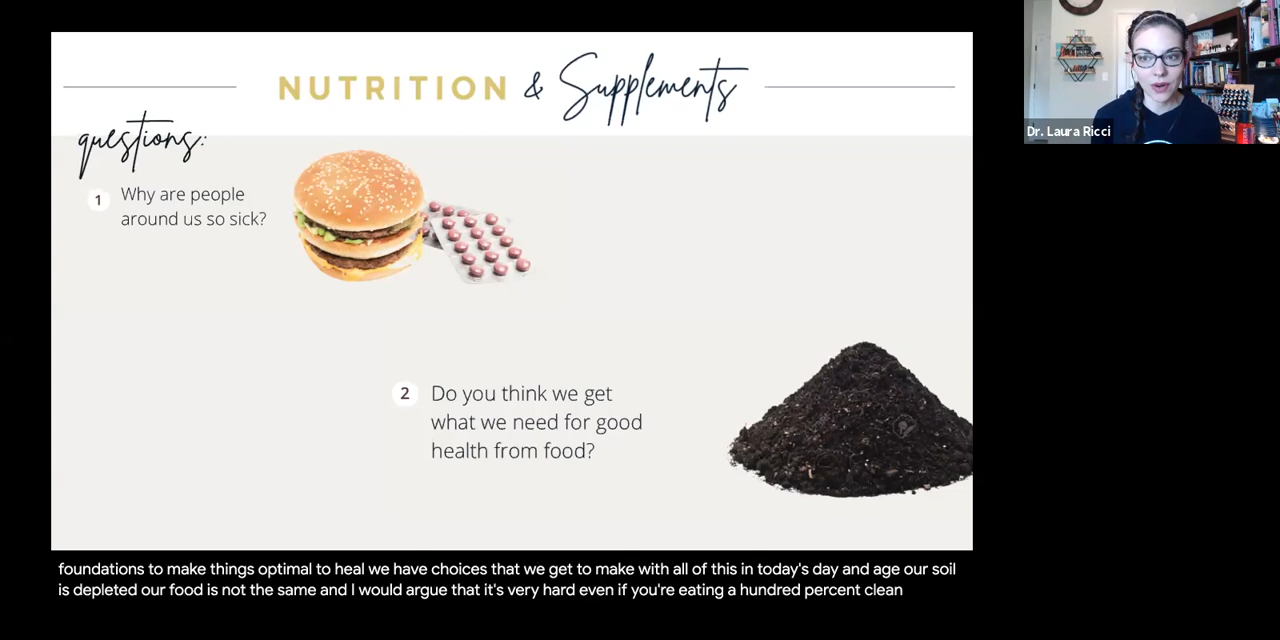 NUTRITION & Supplements
questions:
1 Why are people
around us so sick?
2 Do you think we get
what we need for good
health from food?
Dr. Laura Ricci
foundations to make things optimal to heal we have choices that we get to make with all of this in today's day and age our soil
is depleted our food is not the same and I would argue that it's very hard even if you're eating a hundred percent clean